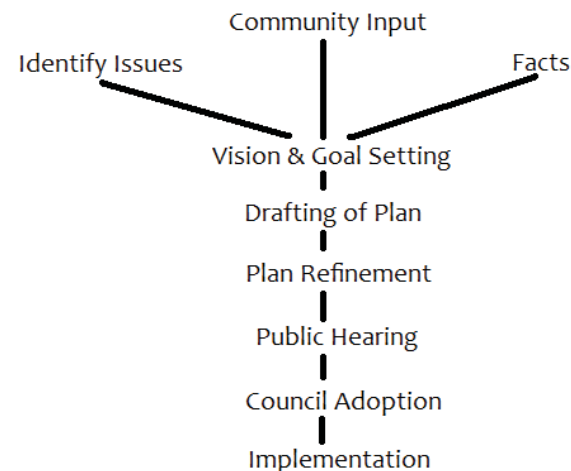 Community Input
Identify Issues
Facts
Vision & Goal Setting
Drafting of Plan
Plan Refinement
Public Hearing
Council Adoption
Implementation